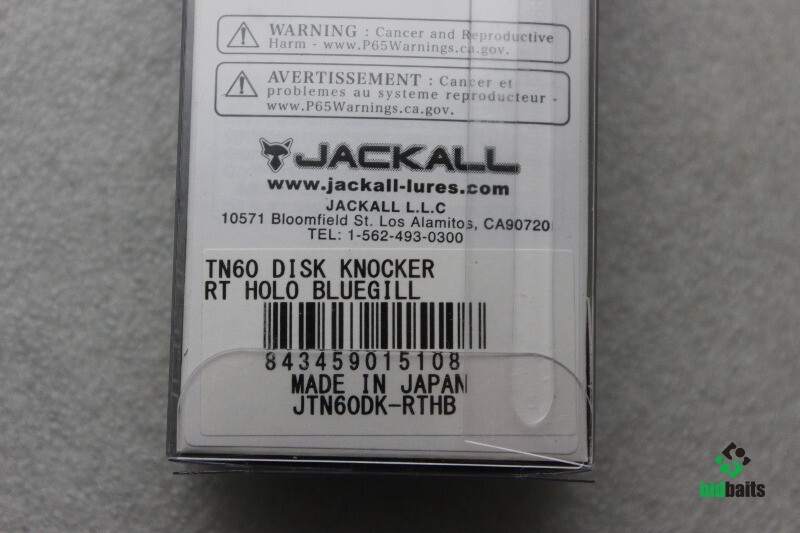 WARNING : Cancer and Reproductive
Harm - www.P65Warnings.ca.gov.
AVERTISSEMENT : Cancer et
problemes au systeme reproducteur -
www.P65Warnings.ca.gov.
JACKALL
www.jackall-lures.com
JACKALL L.L.C
10571 Bloomfield St. Los Alamitos, CA90720
TEL: 1-562-493-0300
TN60 DISK KNOCKER
RT HOLO BLUEGILL
843459015108
MADE IN JAPAN
JTN60DK-RTHB
bidbaits